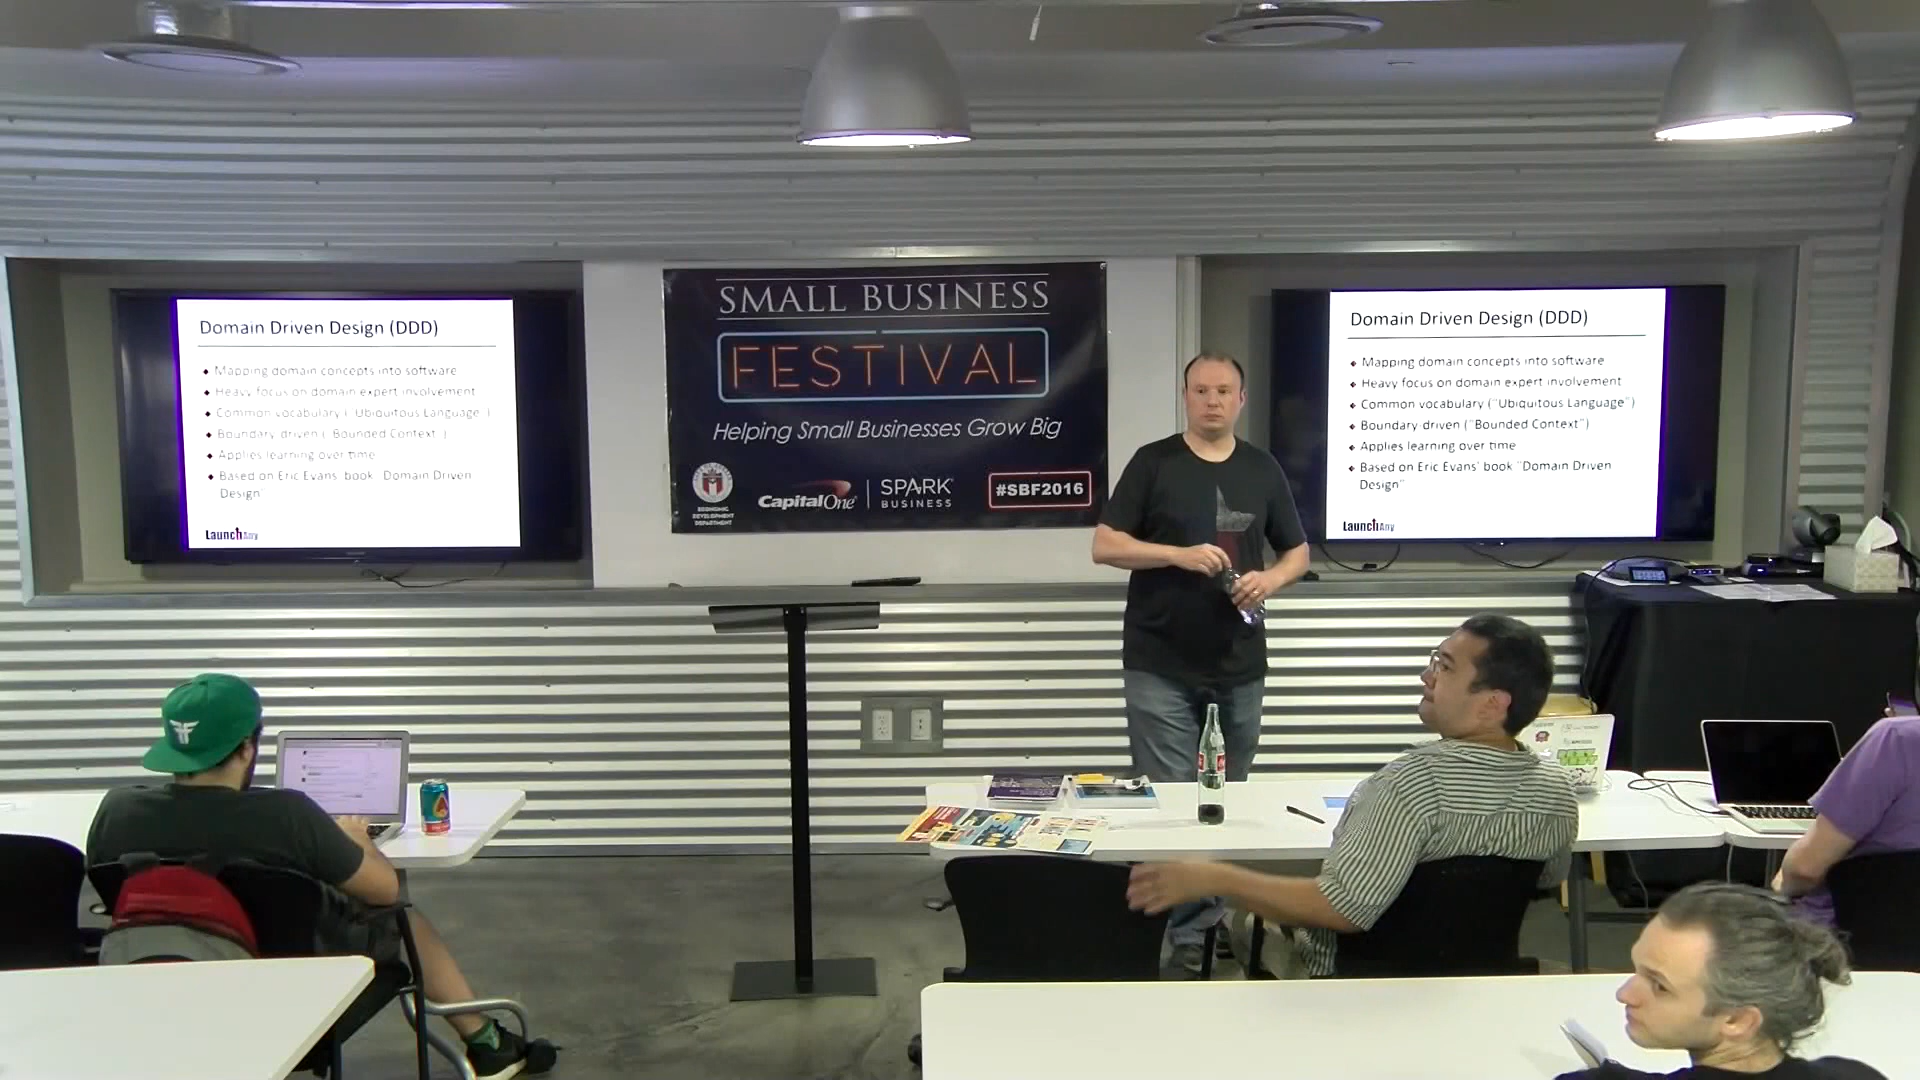 Domain Driven Design (DDD)
Mapping domain concepts into software
Heavy focus on domain expert involvement
Common vocabulary ("Ubiquitous Language")
Boundary driven ("Bounded Context")
Applies learning over time
Based on Eric Evans' book "Domain Driven
Design"
LaunchAny
SMALL BUSINESS
FESTIVAL
Helping Small Businesses Grow Big
ECONOMIC
DEVELOPMENT
DEPARTMENT
CapitalOne
SPARK
BUSINESS
#SBF2016
Domain Driven Design (DDD)
Mapping domain concepts into software
Heavy focus on domain expert involvement
Common vocabulary ("Ubiquitous Language")
Boundary driven ("Bounded Context")
Applies learning over time
Based on Eric Evans' book "Domain Driven
Design"
LaunchAny